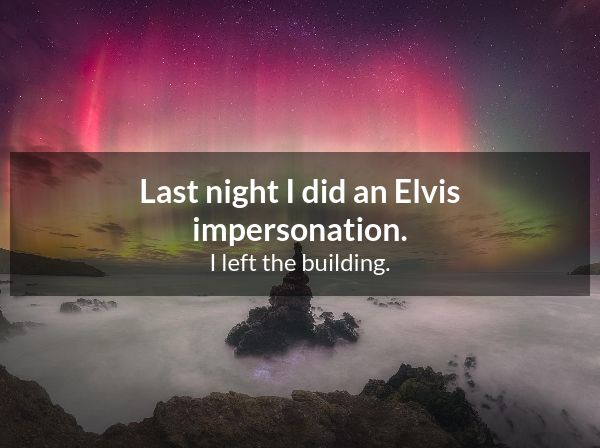 Last night I did an Elvis
impersonation.
I left the building.